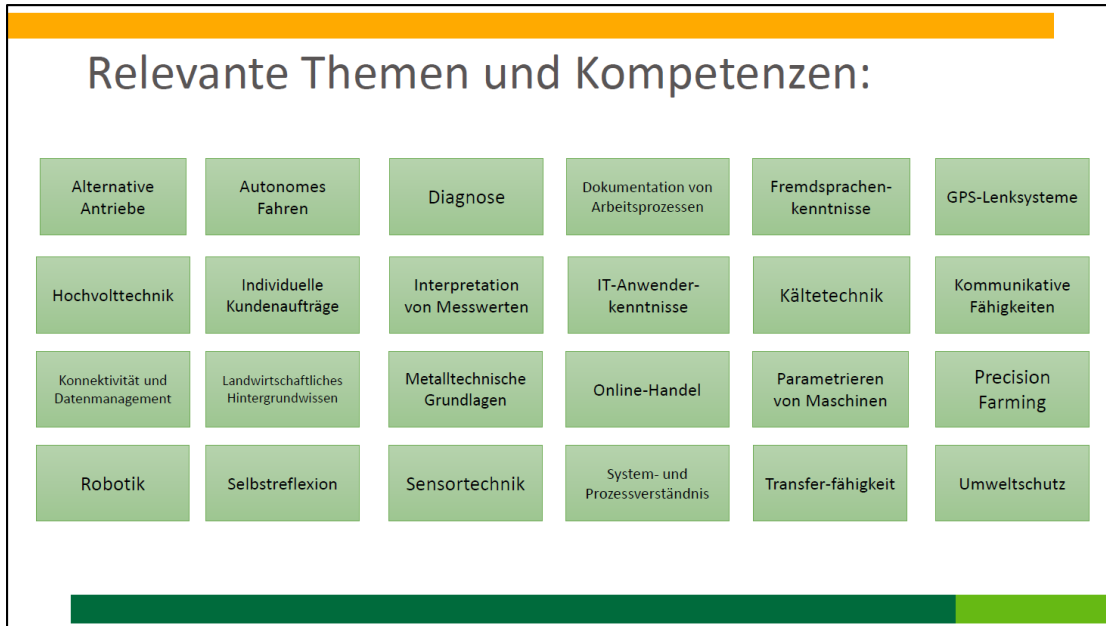 Relevante Themen und Kompetenzen:
Alternative
Antriebe
Autonomes
Fahren
Diagnose
Dokumentation von
Arbeitsprozessen
Fremdsprachen-
kenntnisse
GPS-Lenksysteme
Hochvolttechnik
Individuelle
Kundenaufträge
Interpretation
von Messwerten
IT-Anwender-
kenntnisse
Kältetechnik
Kommunikative
Fähigkeiten
Konnektivität und
Datenmanagement
Landwirtschaftliches
Hintergrundwissen
Metalltechnische
Grundlagen
Online-Handel
Parametrieren
von Maschinen
Precision
Farming
Robotik
Selbstreflexion
Sensortechnik
System- und
Prozessverständnis
Transfer-fähigkeit
Umweltschutz